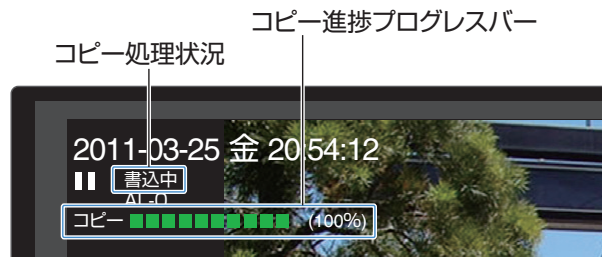 コピー進捗プログレスバー
コピー処理状況
2011-03-25 金 20:54:12
書込中
コピー (100%)